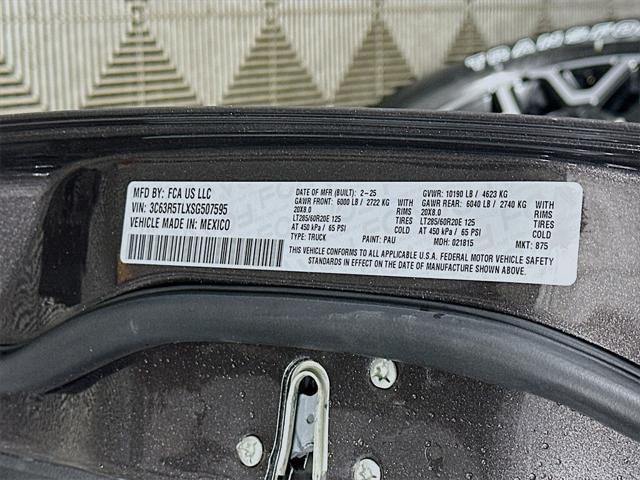 TRANSFO
MFD BY: FCA US LLC
VIN: 3C63R5TLXSG507595
VEHICLE MADE IN: MEXICO
DATE OF MFR (BUILT): 2-25 GVWR: 10190 LB / 4623 KG
GAWR FRONT: 6000 LB / 2722 KG WITH GAWR REAR: 6040 LB / 2740 KG WITH
20X8.0 RIMS 20X8.0 RIMS
LT285/60R20E 125 TIRES LT285/60R20E 125 TIRES
AT 450 kPa / 65 PSI COLD AT 450 kPa / 65 PSI COLD
TYPE: TRUCK PAINT: PAU MDH: 021815 MKT: 875
THIS VEHICLE CONFORMS TO ALL APPLICABLE U.S.A. FEDERAL MOTOR VEHICLE SAFETY
STANDARDS IN EFFECT ON THE DATE OF MANUFACTURE SHOWN ABOVE.